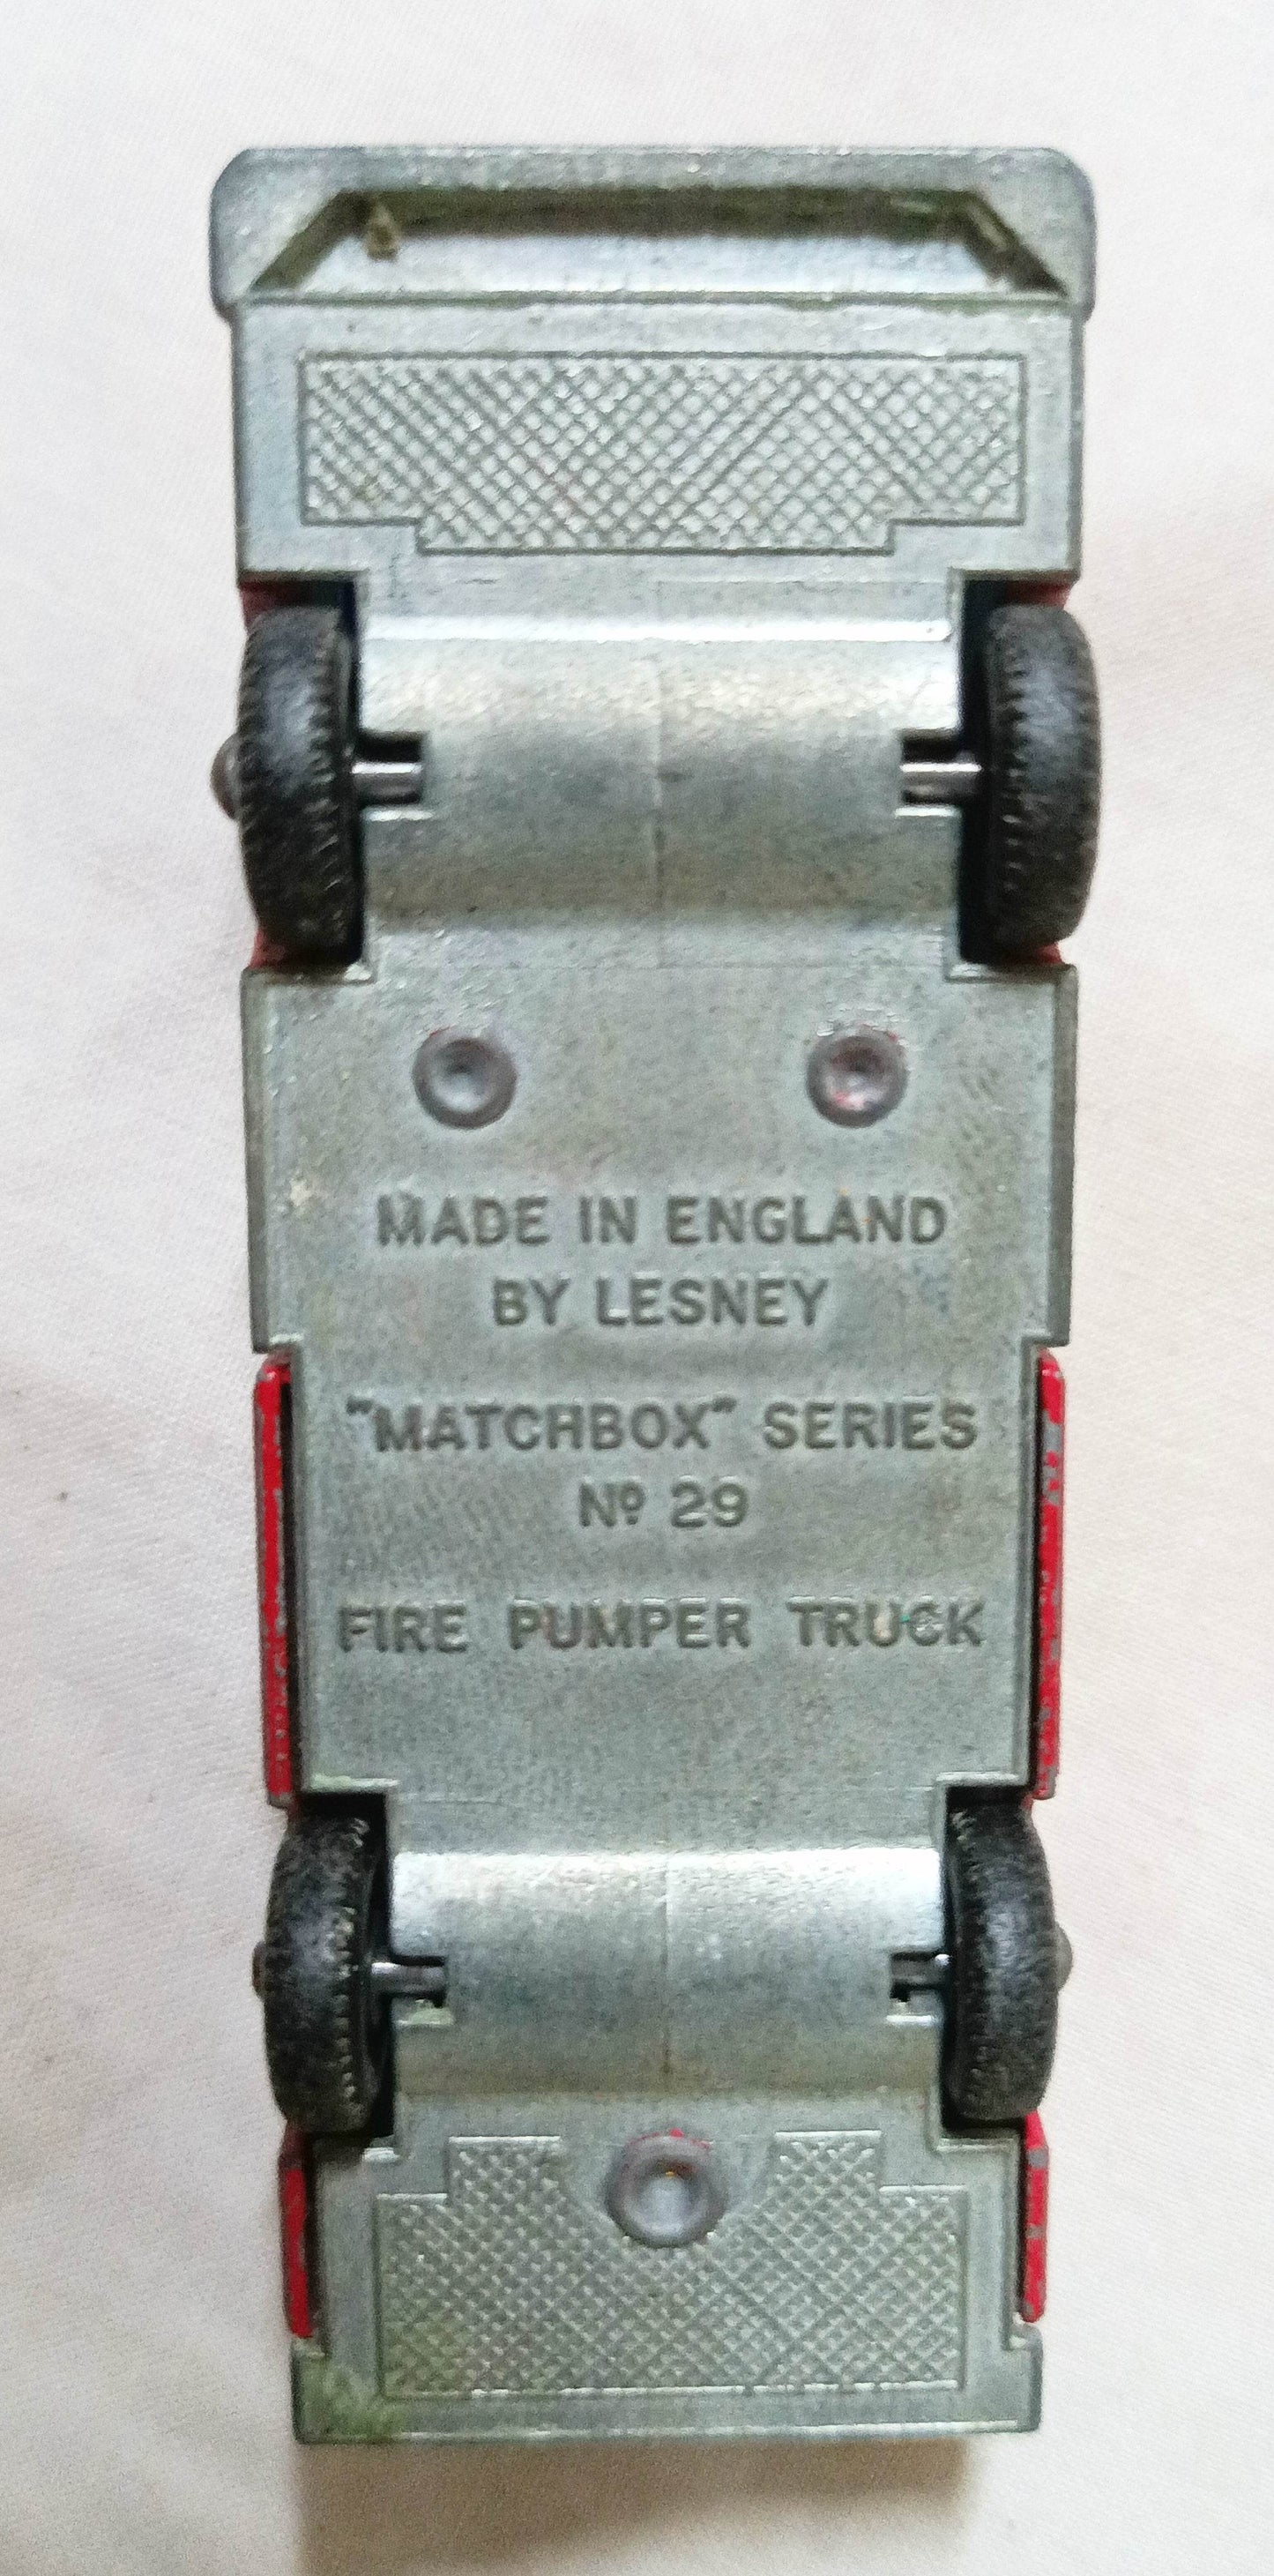 MADE IN ENGLAND
BY LESNEY
"MATCHBOX" SERIES
Nº 29
FIRE PUMPER TRUCK